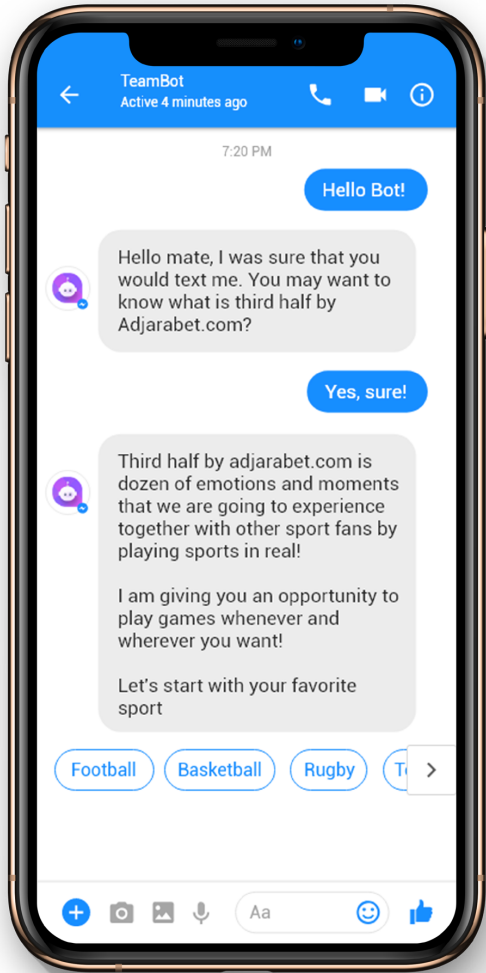 TeamBot
Active 4 minutes ago
7:20 PM
Hello Bot!
Hello mate, I was sure that you
would text me. You may want to
know what is third half by
Adjarabet.com?
Yes, sure!
Third half by adjarabet.com is
dozen of emotions and moments
that we are going to experience
together with other sport fans by
playing sports in real!
I am giving you an opportunity to
play games whenever and
wherever you want!
Let's start with your favorite
sport
Football
Basketball
Rugby
Aa